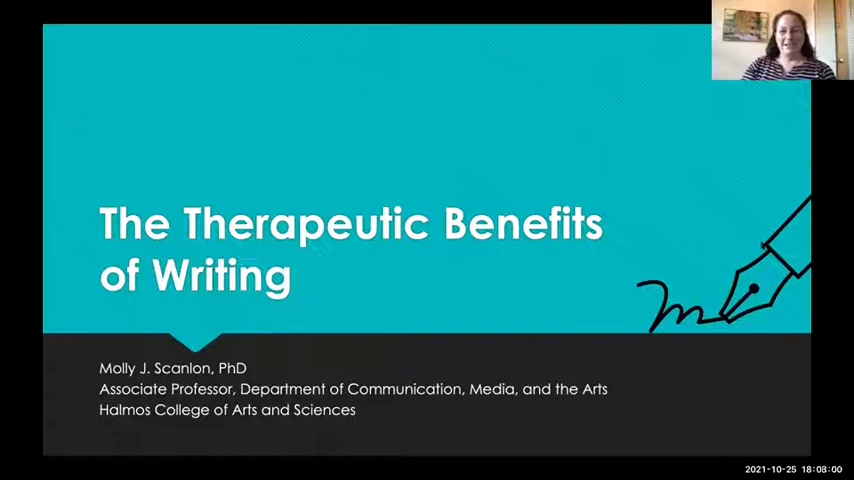 The Therapeutic Benefits
of Writing
Molly J. Scanlon, PhD
Associate Professor, Department of Communication, Media, and the Arts
Halmos College of Arts and Sciences
2021-10-25 18:08:00